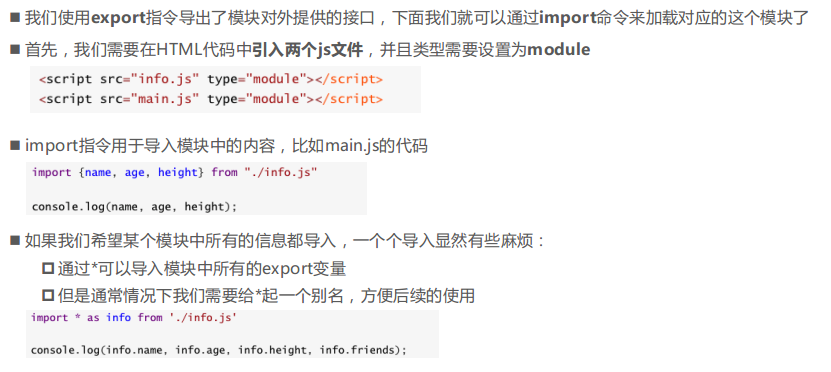 我们使用export指令导出了模块对外提供的接口，下面我们就可以通过import命令来加载对应的这个模块了
首先，我们需要在HTML代码中引入两个js文件，并且类型需要设置为module
<script src="info.js" type="module"></script>
<script src="main.js" type="module"></script>
import指令用于导入模块中的内容，比如main.js的代码
import {name, age, height} from "./info.js"
console.log(name, age, height);
如果我们希望某个模块中所有的信息都导入，一个个导入显然有些麻烦：
通过*可以导入模块中所有的export变量
但是通常情况下我们需要给*起一个别名，方便后续的使用
import * as info from './info.js'
console.log(info.name, info.age, info.height, info.friends);